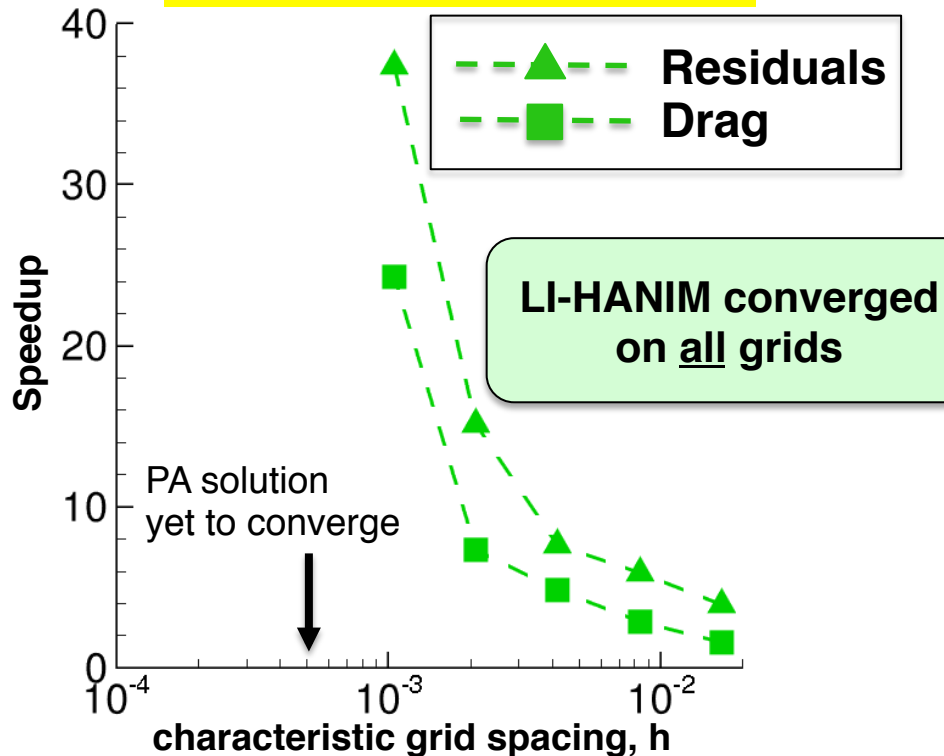 40
30
20
10
0
Speedup
Residuals
Drag
LI-HANIM converged
on all grids
PA solution
yet to converge
10-4
10-3
10-2
characteristic grid spacing, h